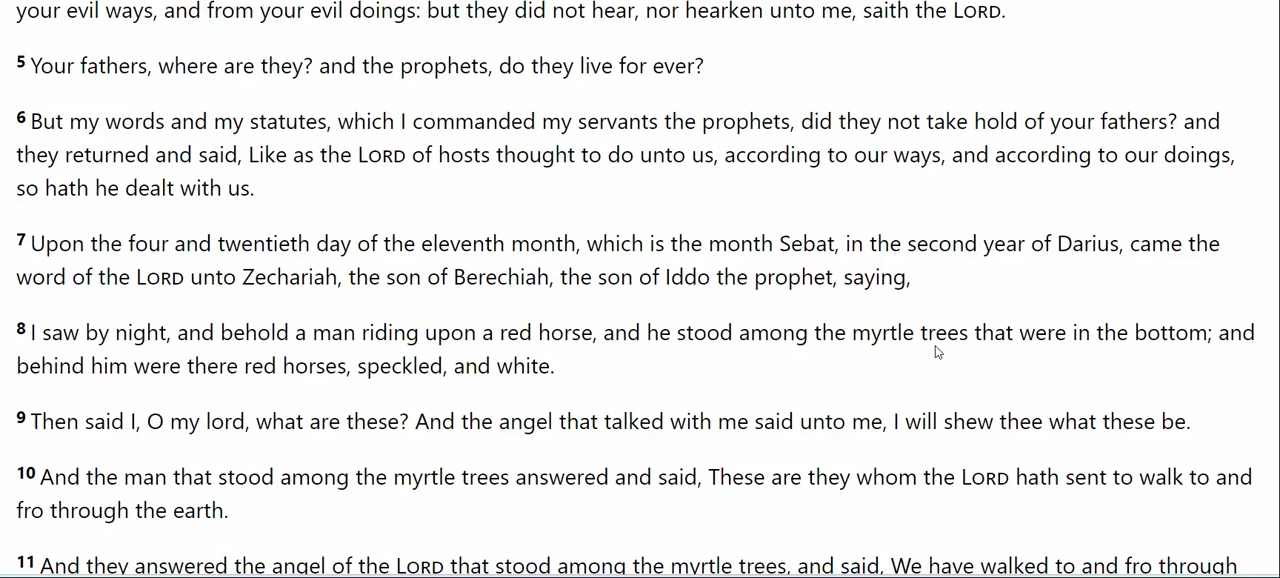 your evil ways, and from your evil doings: but they did not hear, nor hearken unto me, saith the LORD.
5 Your fathers, where are they? and the prophets, do they live for ever?
6 But my words and my statutes, which I commanded my servants the prophets, did they not take hold of your fathers? and
they returned and said, Like as the LORD of hosts thought to do unto us, according to our ways, and according to our doings,
so hath he dealt with us.
7 Upon the four and twentieth day of the eleventh month, which is the month Sebat, in the second year of Darius, came the
word of the LORD unto Zechariah, the son of Berechiah, the son of Iddo the prophet, saying,
8 I saw by night, and behold a man riding upon a red horse, and he stood among the myrtle trees that were in the bottom; and
behind him were there red horses, speckled, and white.
9 Then said I, O my lord, what are these? And the angel that talked with me said unto me, I will shew thee what these be.
10 And the man that stood among the myrtle trees answered and said, These are they whom the LORD hath sent to walk to and
fro through the earth.
11 And they answered the angel of the LORD that stood among the myrtle trees, and said, We have walked to and fro through